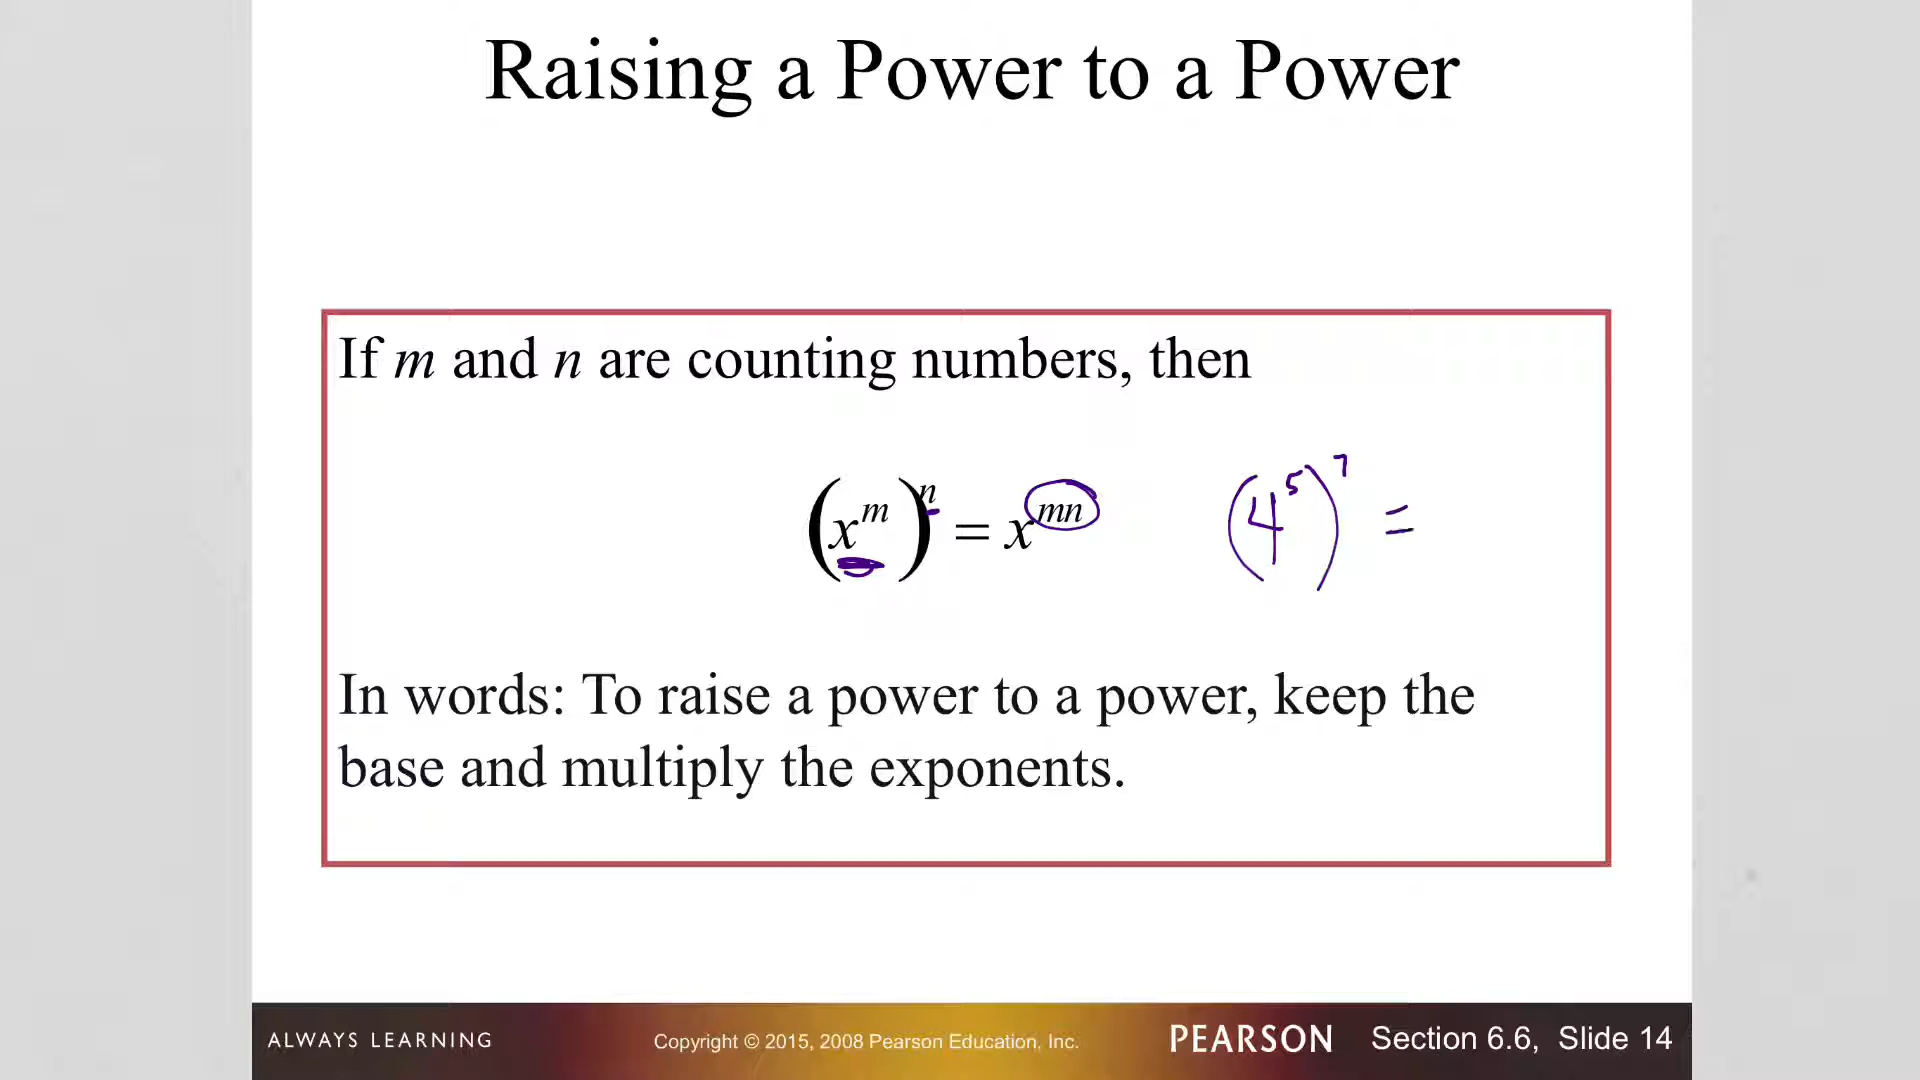 Raising a Power to a Power
If m and n are counting numbers, then
(x^m)^n = x^{mn} (4^5)^7 =
In words: To raise a power to a power, keep the
base and multiply the exponents.
ALWAYS LEARNING Copyright © 2015, 2008 Pearson Education, Inc. PEARSON Section 6.6, Slide 14